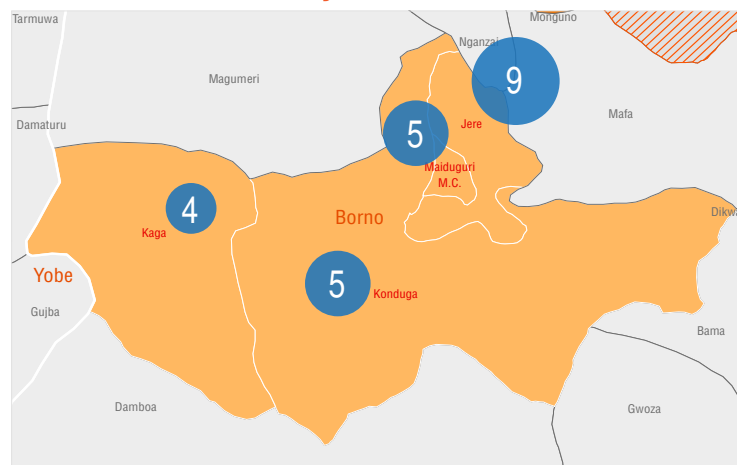 Tarmuwa
Monguno
Nganzai
Magumeri
9
Mafa
Damaturu
5
Jere
Maiduguri
M.C.
4
Borno
Dikwa
Kaga
Yobe
5
Konduga
Gujba
Bama
Damboa
Gwoza